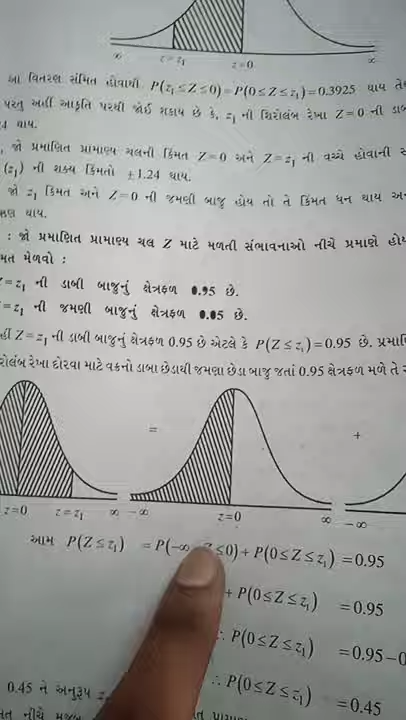 ∞ z=z₁ z=0 ∞
આ વિતરણ સંમિત હોવાથી P(z₁≤Z≤0)=P(0≤Z≤z₁)=0.3925 થાય
પરંતુ અહીં આકૃતિ પરથી જોઈ શકાય છે કે, z₁ ની શિરોલંબ રેખા Z=0 ની
થાય.
જો પ્રમાણિત પ્રામાણ્ય ચલની કિંમત Z=0 અને Z=z₁ ની વચ્ચે હોવાની
(z₁) ની શક્ય કિંમતો ±1.24 થાય.
જો z₁ કિંમત અને Z=0 ની જમણી બાજુ હોય તો તે કિંમત ધન થાય
થાય.
: જો પ્રમાણિત પ્રામાણ્ય ચલ Z માટે મળતી સંભાવનાઓ નીચે પ્રમાણે
મેળવો :
=z₁ ની ડાબી બાજુનું ક્ષેત્રફળ 0.95 છે.
=z₁ ની જમણી બાજુનું ક્ષેત્રફળ 0.05 છે.
Z=z₁ ની ડાબી બાજુનું ક્ષેત્રફળ 0.95 છે એટલે કે P(Z≤z₁)=0.95 છે.
રેખા દોરવા માટે વક્રનો ડાબા છેડાથી જમણા છેડા બાજુ જતાં 0.95 ક્ષેત્રફળ મળે તે
= +
z=0 z=z₁ ∞ −∞ z=0 ∞ −∞
આમ P(Z≤z₁) =P(−∞ Z≤0)+P(0≤Z≤z₁)=0.95
+P(0≤Z≤z₁) =0.95
∴ P(0≤Z≤z₁) =0.95−0
∴ P(0≤Z≤z₁) =0.45
0.45 ને અનુરૂપ
નીચે